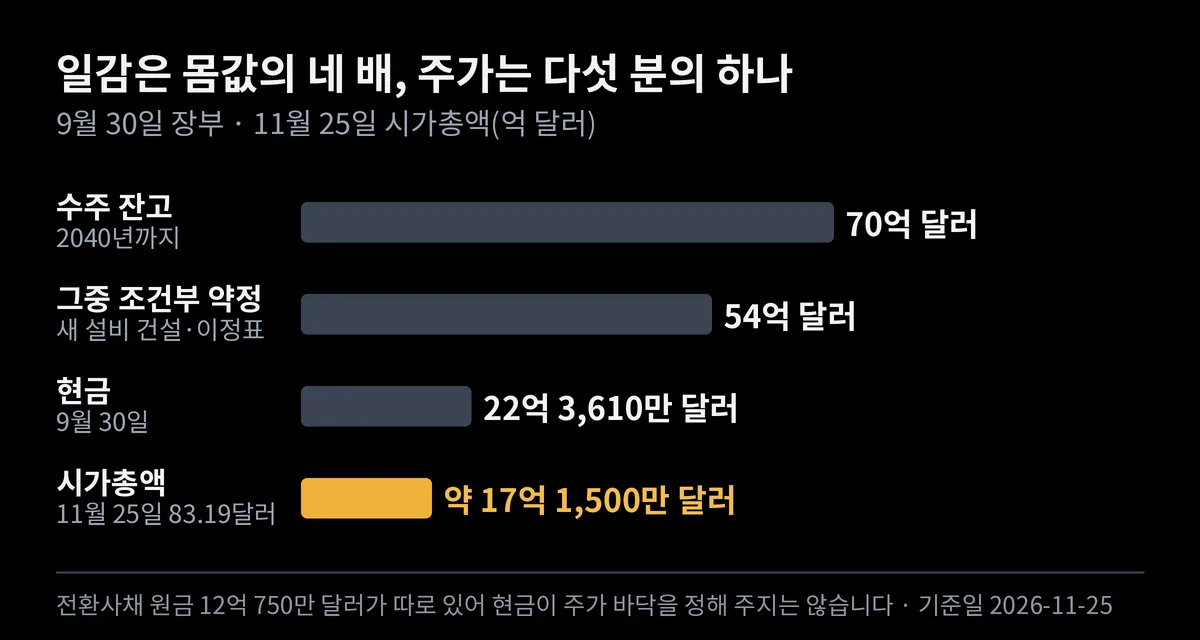 일감은 몸값의 네 배, 주가는 다섯 분의 하나
9월 30일 장부 · 11월 25일 시가총액(억 달러)
수주 잔고
2040년까지
70억 달러
그중 조건부 약정
새 설비 건설·이정표
54억 달러
현금
9월 30일
22억 3,610만 달러
시가총액
11월 25일 83.19달러
약 17억 1,500만 달러
전환사채 원금 12억 750만 달러가 따로 있어 현금이 주가 바닥을 정해 주지는 않습니다 · 기준일 2026-11-25